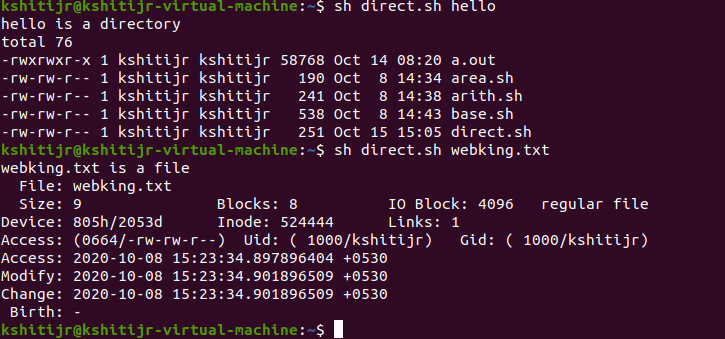 kshitijr@kshitijr-virtual-machine:~$ sh direct.sh hello
hello is a directory
total 76
-rwxrwxr-x 1 kshitijr kshitijr 58768 Oct 14 08:20 a.out
-rw-rw-r-- 1 kshitijr kshitijr   190 Oct  8 14:34 area.sh
-rw-rw-r-- 1 kshitijr kshitijr   241 Oct  8 14:38 arith.sh
-rw-rw-r-- 1 kshitijr kshitijr   538 Oct  8 14:43 base.sh
-rw-rw-r-- 1 kshitijr kshitijr   251 Oct 15 15:05 direct.sh
kshitijr@kshitijr-virtual-machine:~$ sh direct.sh webking.txt
webking.txt is a file
  File: webking.txt
  Size: 9               Blocks: 8          IO Block: 4096   regular file
Device: 805h/2053d      Inode: 524444      Links: 1
Access: (0664/-rw-rw-r--)  Uid: ( 1000/kshitijr)   Gid: ( 1000/kshitijr)
Access: 2020-10-08 15:23:34.897896404 +0530
Modify: 2020-10-08 15:23:34.901896509 +0530
Change: 2020-10-08 15:23:34.901896509 +0530
 Birth: -
kshitijr@kshitijr-virtual-machine:~$